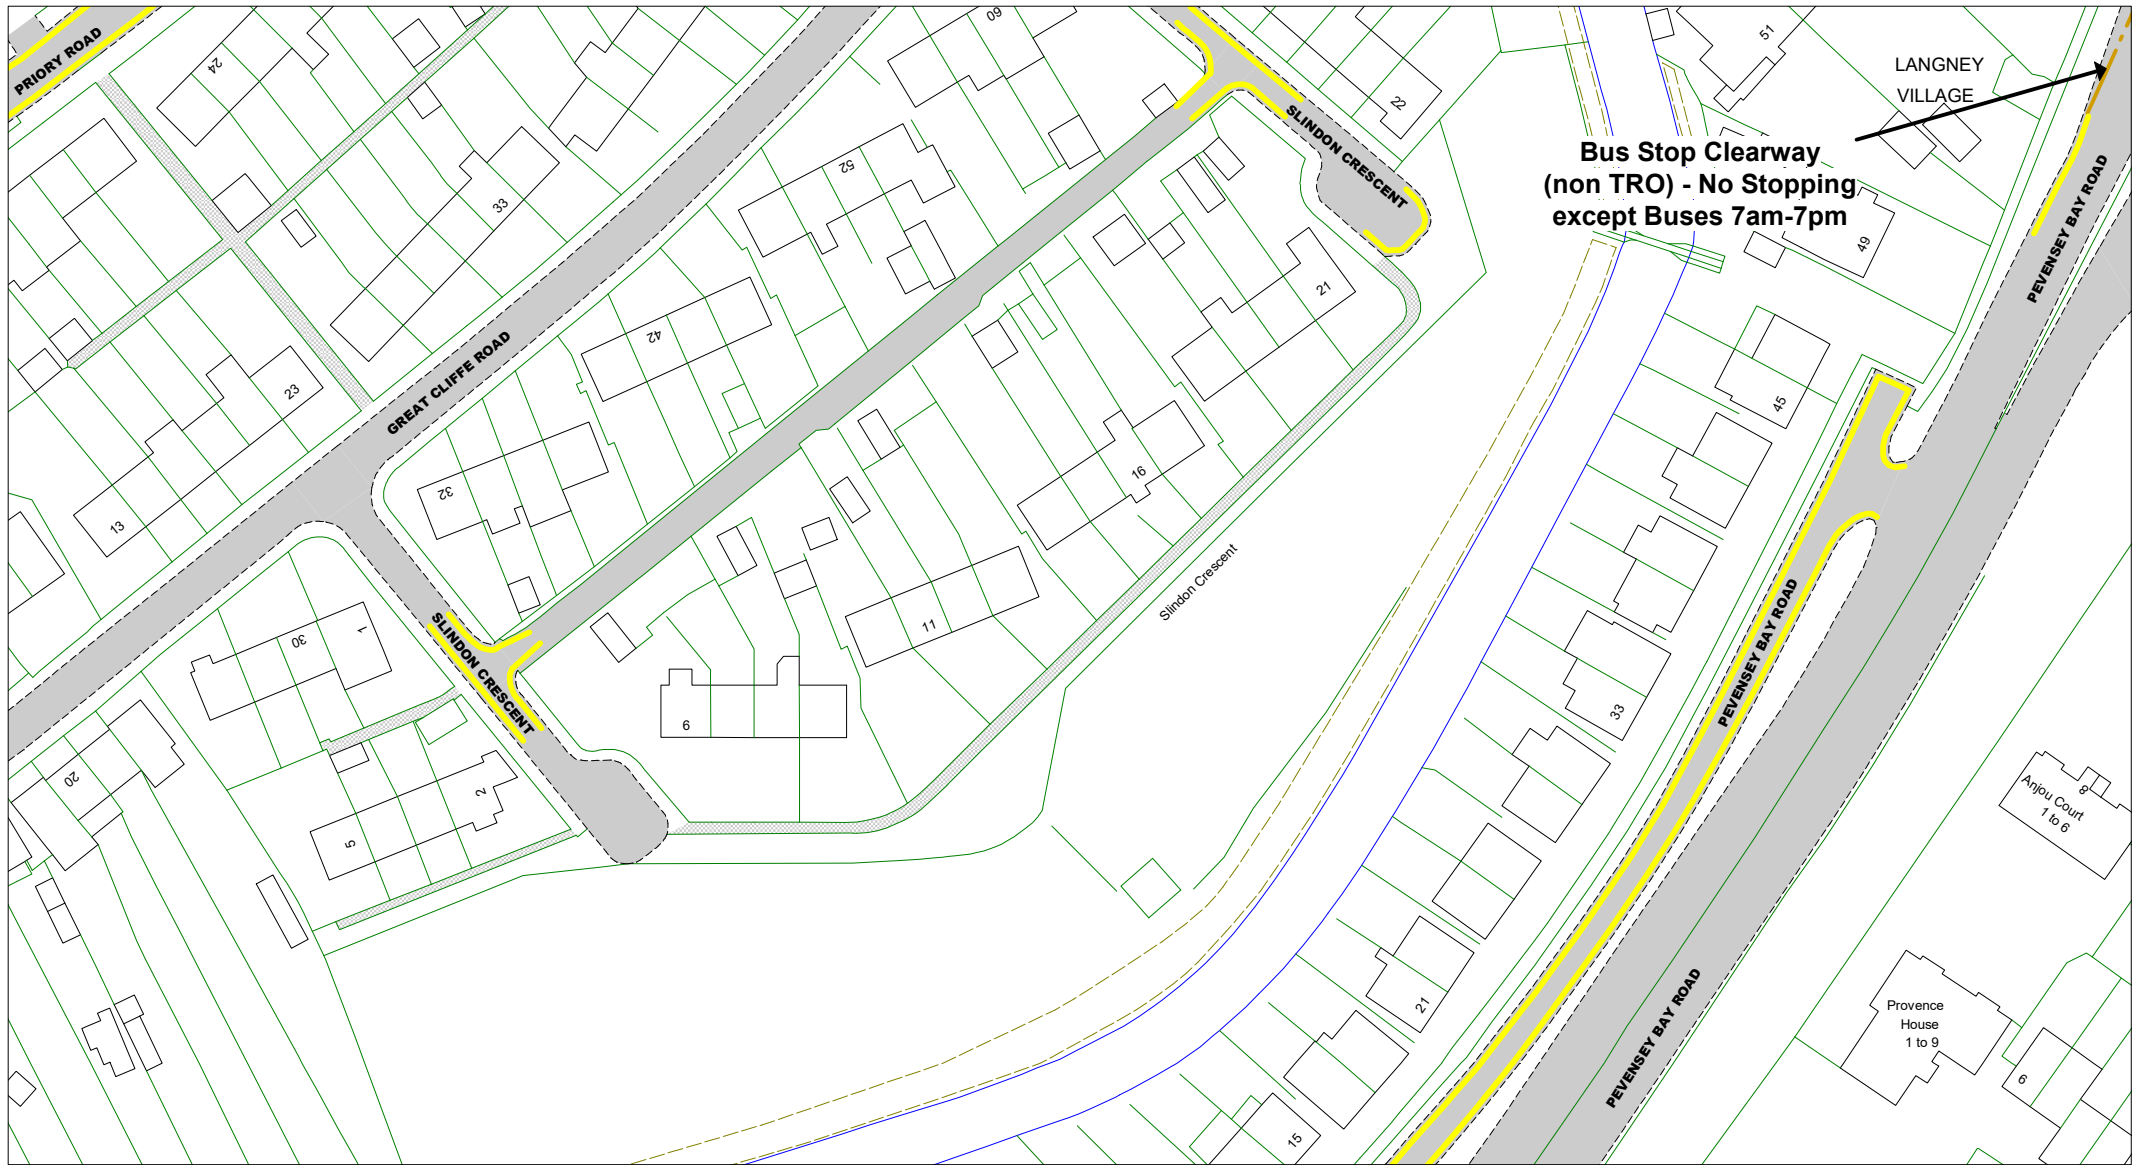 PRIORY ROAD
24
60
22
51
LANGNEY
VILLAGE
Bus Stop Clearway
(non TRO) - No Stopping
except Buses 7am-7pm
SLINDON CRESCENT
PEVENSEY BAY ROAD
52
33
49
21
42
GREAT CLIFFE ROAD
23
45
16
32
13
Slindon Crescent
11
SLINDON CRESCENT
30
1
PEVENSEY BAY ROAD
33
6
20
2
5
8
Anjou Court
1 to 6
21
PEVENSEY BAY ROAD
Provence
House
1 to 9
6
15